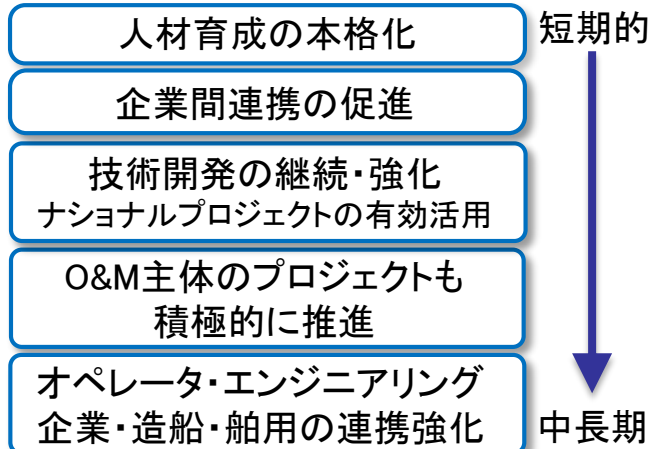 人材育成の本格化
短期的
企業間連携の促進
技術開発の継続・強化
ナショナルプロジェクトの有効活用
O&M主体のプロジェクトも
積極的に推進
オペレータ・エンジニアリング
企業・造船・舶用の連携強化
中長期